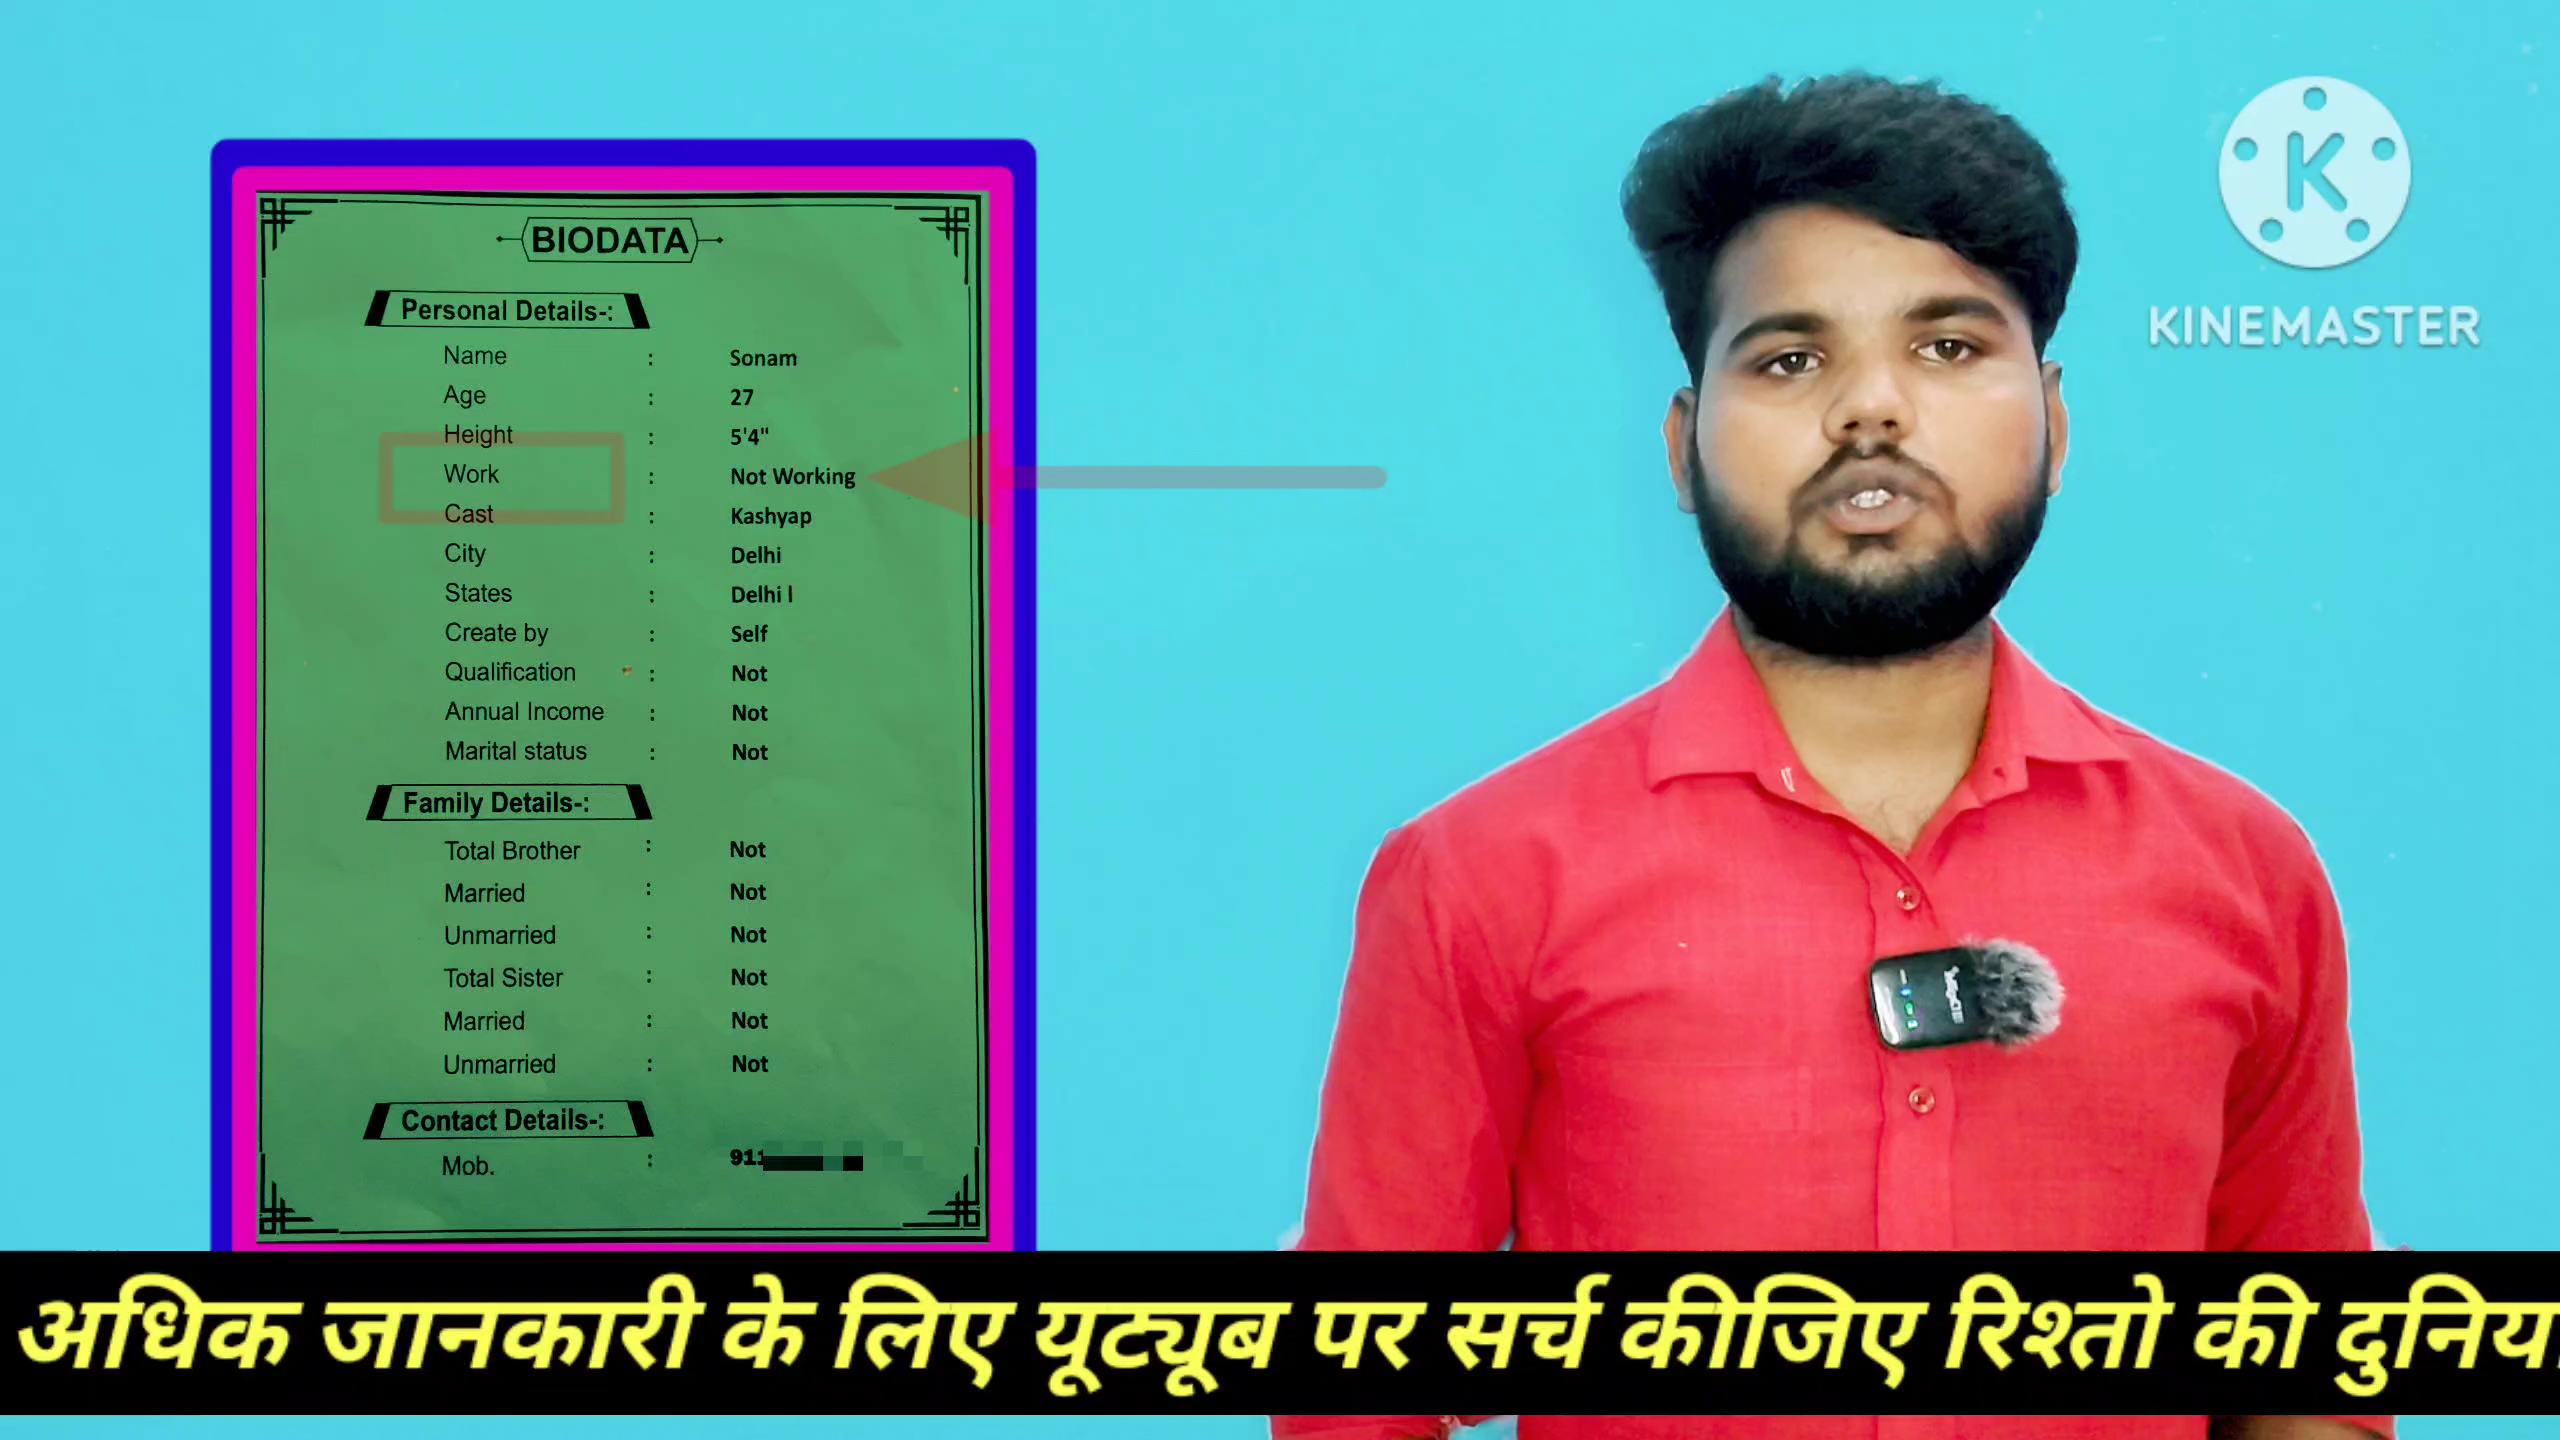 BIODATA
Personal Details-:
Name : Sonam
Age : 27
Height : 5'4"
Work : Not Working
Cast : Kashyap
City : Delhi
States : Delhi l
Create by : Self
Qualification : Not
Annual Income : Not
Marital status : Not
Family Details-:
Total Brother : Not
Married : Not
Unmarried : Not
Total Sister : Not
Married : Not
Unmarried : Not
Contact Details-:
Mob. : 911
K
KINEMASTER
अधिक जानकारी के लिए यूट्यूब पर सर्च कीजिए रिश्तो की दुनिया